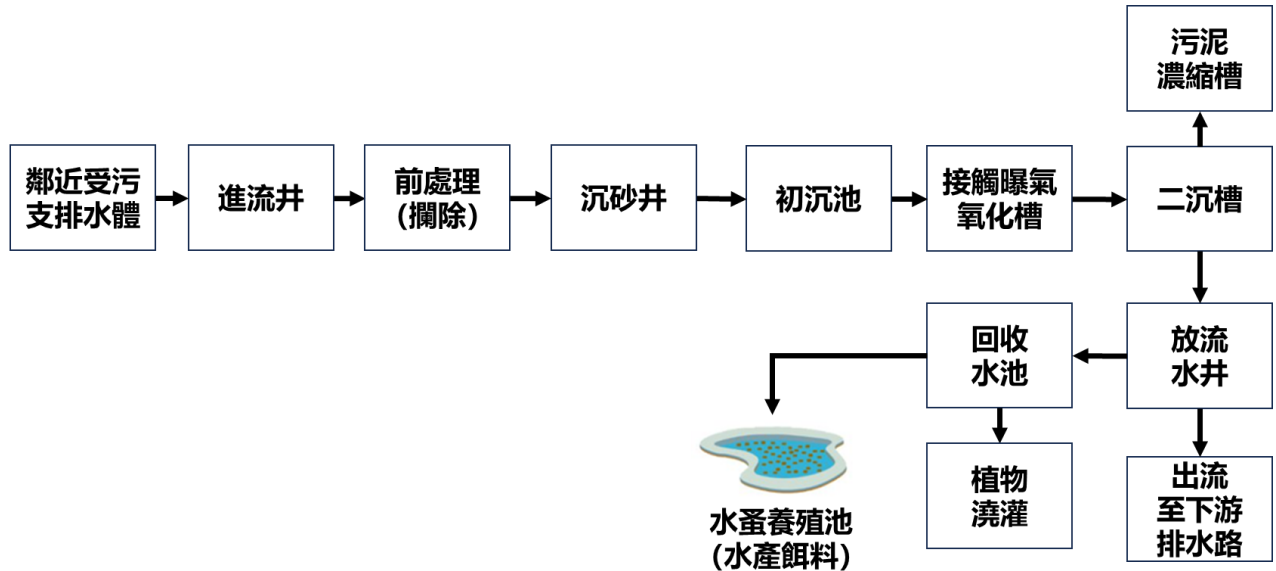 污泥
濃縮槽
鄰近受污
支排水體
進流井
前處理
(攔除)
沉砂井
初沉池
接觸曝氣
氧化槽
二沉槽
回收
水池
放流
水井
水蚤養殖池
(水產餌料)
植物
澆灌
出流
至下游
排水路